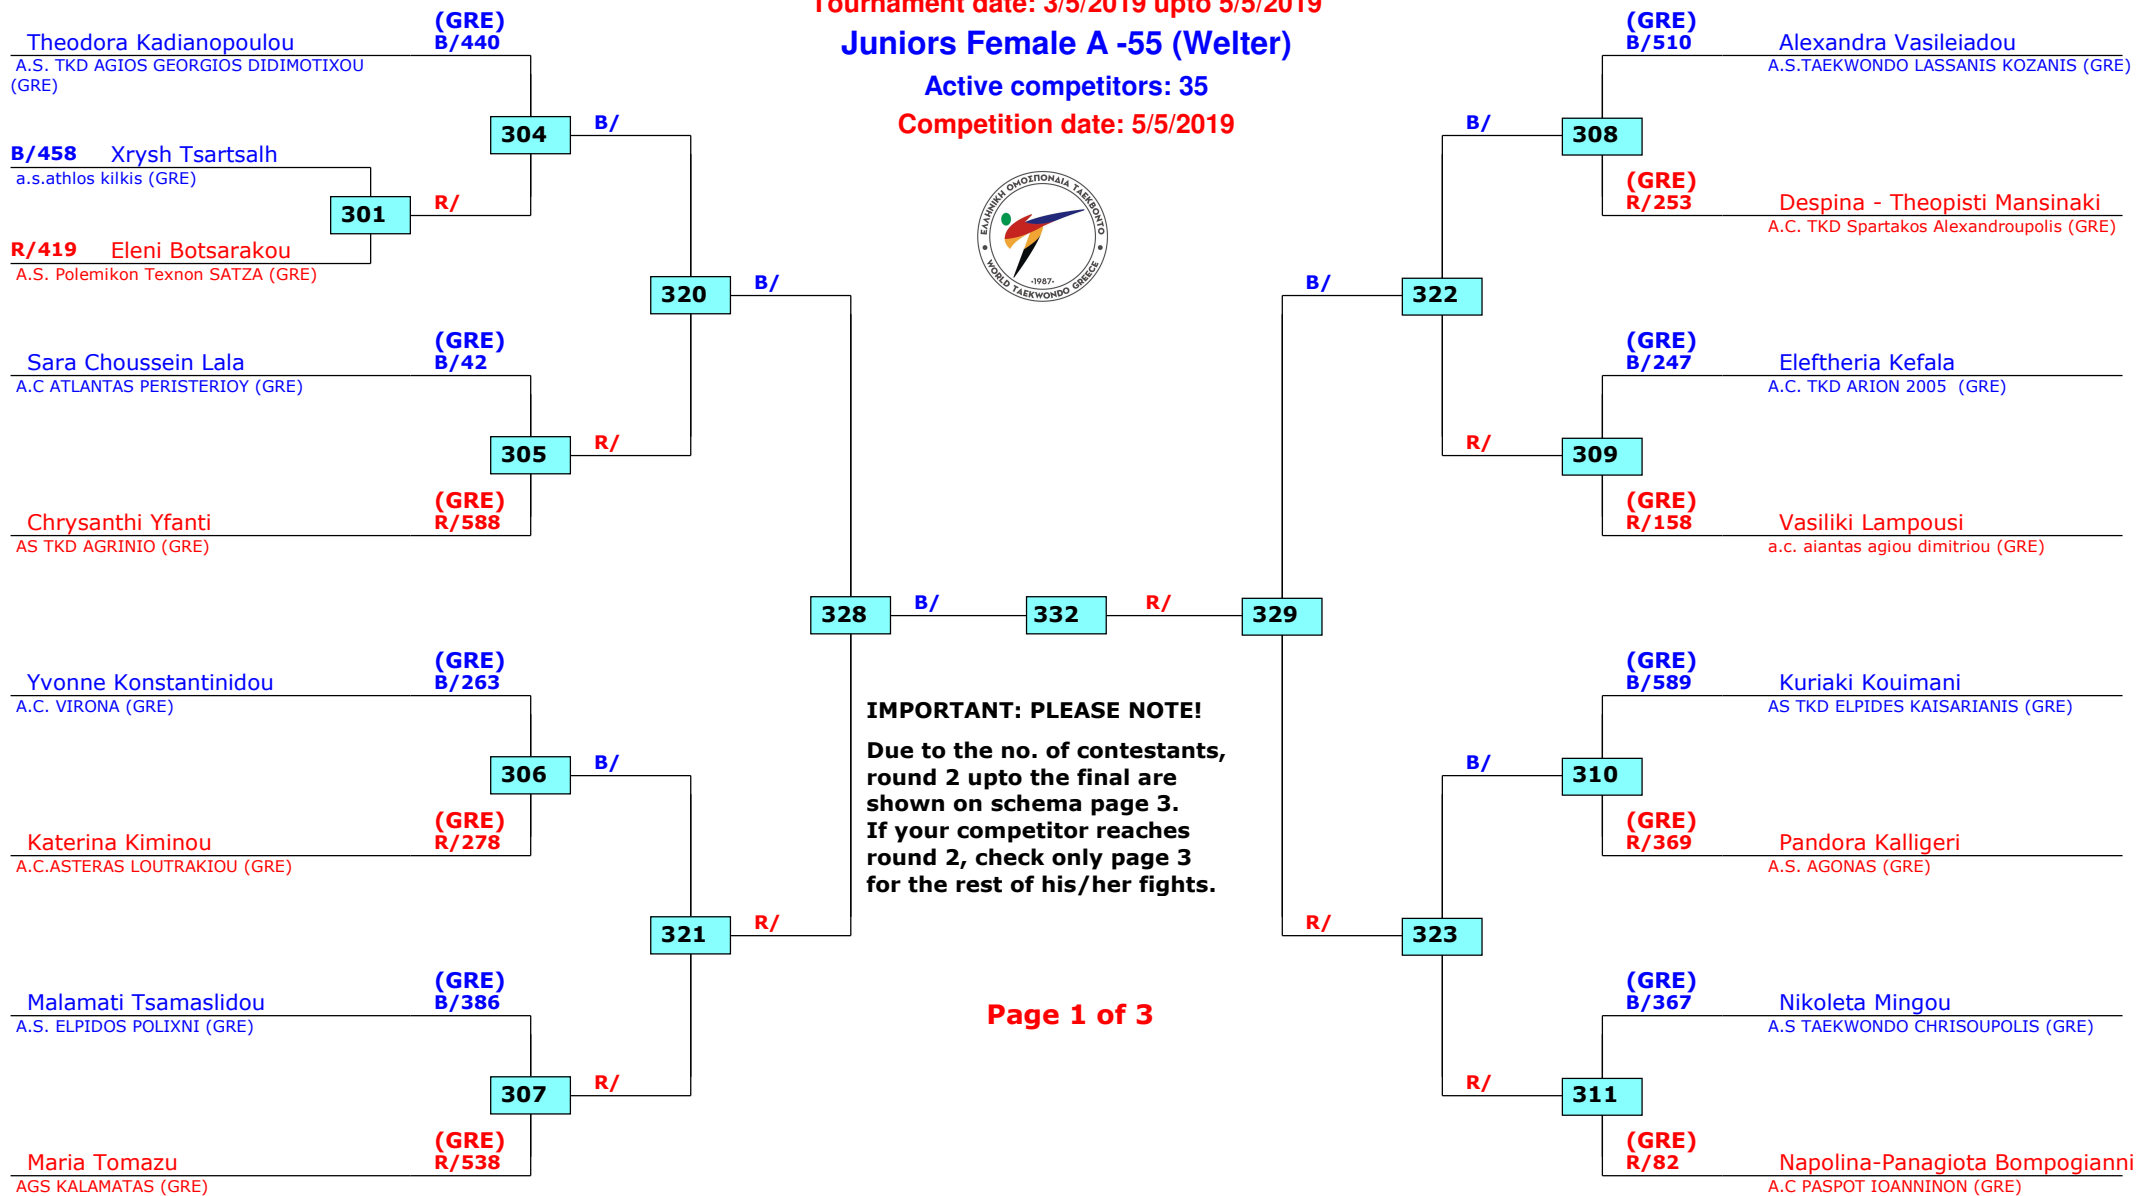 Tournament date: 3/5/2019 upto 5/5/2019
Juniors Female A -55 (Welter)
Active competitors: 35
Competition date: 5/5/2019
ΕΛΛΗΝΙΚΗ ΟΜΟΣΠΟΝΔΙΑ ΤΑΕΚΒΟΝΤΟ
-1987-
WORLD TAEKWONDO GREECE
(GRE)
Theodora Kadianopoulou B/440
A.S. TKD AGIOS GEORGIOS DIDIMOTIXOU
(GRE)
304 B/
B/458 Xrysh Tsartsalh
a.s.athlos kilkis (GRE)
301 R/
R/419 Eleni Botsarakou
A.S. Polemikon Texnon SATZA (GRE)
320 B/
(GRE)
Sara Choussein Lala B/42
A.C ATLANTAS PERISTERIOY (GRE)
305 R/
(GRE)
Chrysanthi Yfanti R/588
AS TKD AGRINIO (GRE)
328 B/ 332 R/ 329
(GRE)
Yvonne Konstantinidou B/263
A.C. VIRONA (GRE)
306 B/
(GRE)
Katerina Kiminou R/278
A.C.ASTERAS LOUTRAKIOU (GRE)
321 R/
(GRE)
Malamati Tsamaslidou B/386
A.S. ELPIDOS POLIXNI (GRE)
307 R/
(GRE)
Maria Tomazu R/538
AGS KALAMATAS (GRE)
IMPORTANT: PLEASE NOTE!
Due to the no. of contestants,
round 2 upto the final are
shown on schema page 3.
If your competitor reaches
round 2, check only page 3
for the rest of his/her fights.
Page 1 of 3
(GRE)
B/510 Alexandra Vasileiadou
A.S.TAEKWONDO LASSANIS KOZANIS (GRE)
B/ 308
(GRE)
R/253 Despina - Theopisti Mansinaki
A.C. TKD Spartakos Alexandroupolis (GRE)
B/ 322
(GRE)
B/247 Eleftheria Kefala
A.C. TKD ARION 2005 (GRE)
R/ 309
(GRE)
R/158 Vasiliki Lampousi
a.c. aiantas agiou dimitriou (GRE)
(GRE)
B/589 Kuriaki Kouimani
AS TKD ELPIDES KAISARIANIS (GRE)
B/ 310
(GRE)
R/369 Pandora Kalligeri
A.S. AGONAS (GRE)
R/ 323
(GRE)
B/367 Nikoleta Mingou
A.S TAEKWONDO CHRISOUPOLIS (GRE)
R/ 311
(GRE)
R/82 Napolina-Panagiota Bompogianni
A.C PASPOT IOANNINON (GRE)